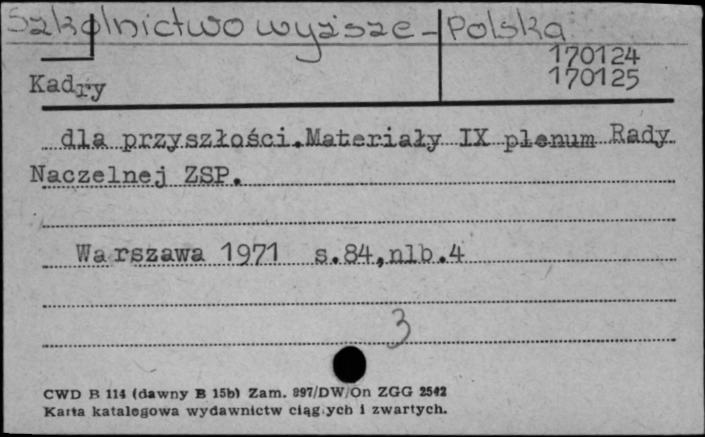 Szkolnictwo wyższe - Polska
170124
170125
Kadry
dla przyszłości.Materiały IX plenum Rady
Naczelnej ZSP.
Warszawa 1971 s.84,nlb.4
3
CWD B 114 (dawny B 15b) Zam. 897/DW/On ZGG 2542
Karta katalogowa wydawnictw ciągłych i zwartych.